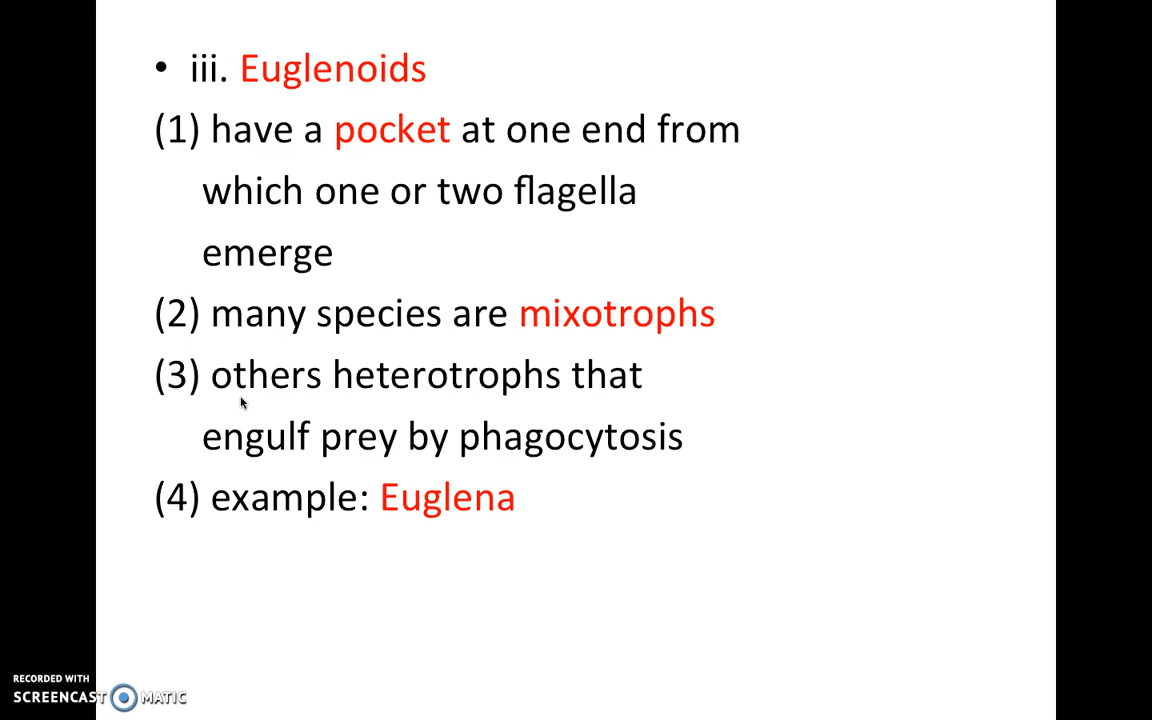 • iii. Euglenoids
(1) have a pocket at one end from
which one or two flagella
emerge
(2) many species are mixotrophs
(3) others heterotrophs that
engulf prey by phagocytosis
(4) example: Euglena
RECORDED WITH
SCREENCAST MATIC